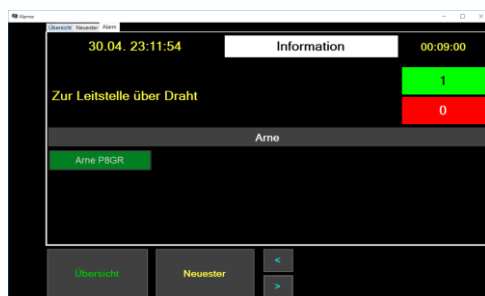 Alarme
Übersicht Neuester Alarm
30.04. 23:11:54 Information 00:09:00
Zur Leitstelle über Draht
1
0
Arne
Arne P8GR
Übersicht Neuester <
>